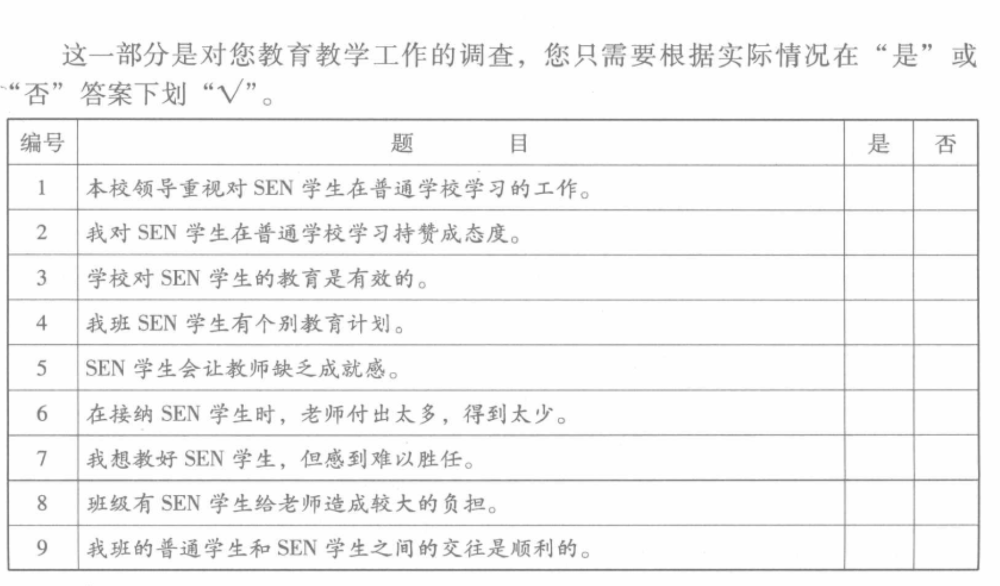 这一部分是对您教育教学工作的调查，您只需要根据实际情况在“是”或
“否”答案下划“√”。
编号 题 目 是 否
1 本校领导重视对 SEN 学生在普通学校学习的工作。
2 我对 SEN 学生在普通学校学习持赞成态度。
3 学校对 SEN 学生的教育是有效的。
4 我班 SEN 学生有个别教育计划。
5 SEN 学生会让教师缺乏成就感。
6 在接纳 SEN 学生时，老师付出太多，得到太少。
7 我想教好 SEN 学生，但感到难以胜任。
8 班级有 SEN 学生给老师造成较大的负担。
9 我班的普通学生和 SEN 学生之间的交往是顺利的。